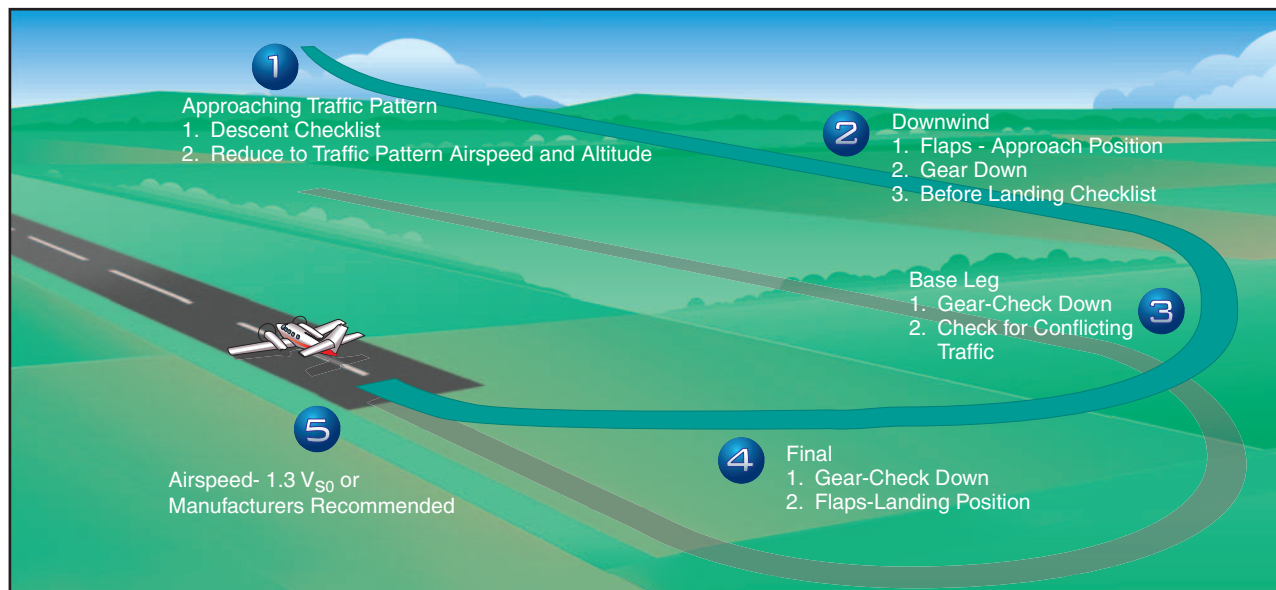 1
Approaching Traffic Pattern
1. Descent Checklist
2. Reduce to Traffic Pattern Airspeed and Altitude
2
Downwind
1. Flaps - Approach Position
2. Gear Down
3. Before Landing Checklist
3
Base Leg
1. Gear-Check Down
2. Check for Conflicting
Traffic
4
Final
1. Gear-Check Down
2. Flaps-Landing Position
5
Airspeed- 1.3 VS0 or
Manufacturers Recommended